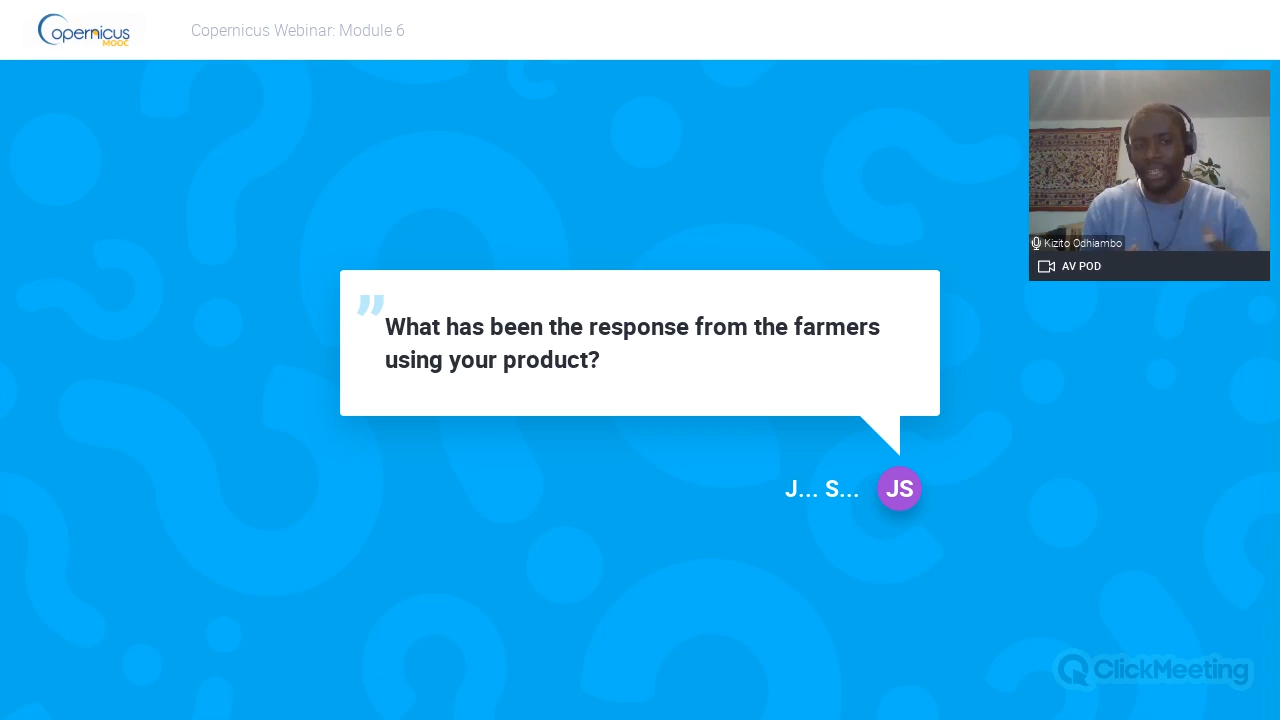 Copernicus
MOOC
Copernicus Webinar: Module 6
Kizito Odhiambo
AV POD
"
What has been the response from the farmers
using your product?
J... S...
JS
ClickMeeting